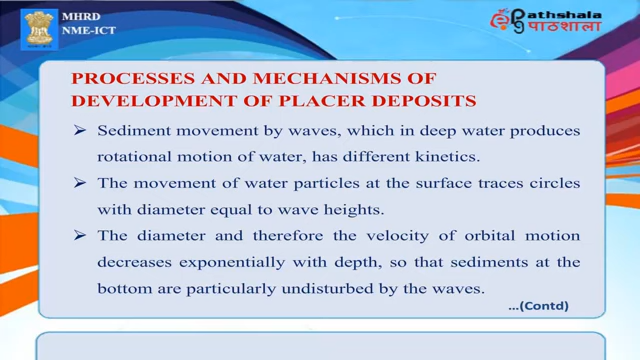 MHRD
NME-ICT
Pathshala
पाठशाला
PROCESSES AND MECHANISMS OF
DEVELOPMENT OF PLACER DEPOSITS
➢ Sediment movement by waves, which in deep water produces
rotational motion of water, has different kinetics.
➢ The movement of water particles at the surface traces circles
with diameter equal to wave heights.
➢ The diameter and therefore the velocity of orbital motion
decreases exponentially with depth, so that sediments at the
bottom are particularly undisturbed by the waves.
...(Contd)